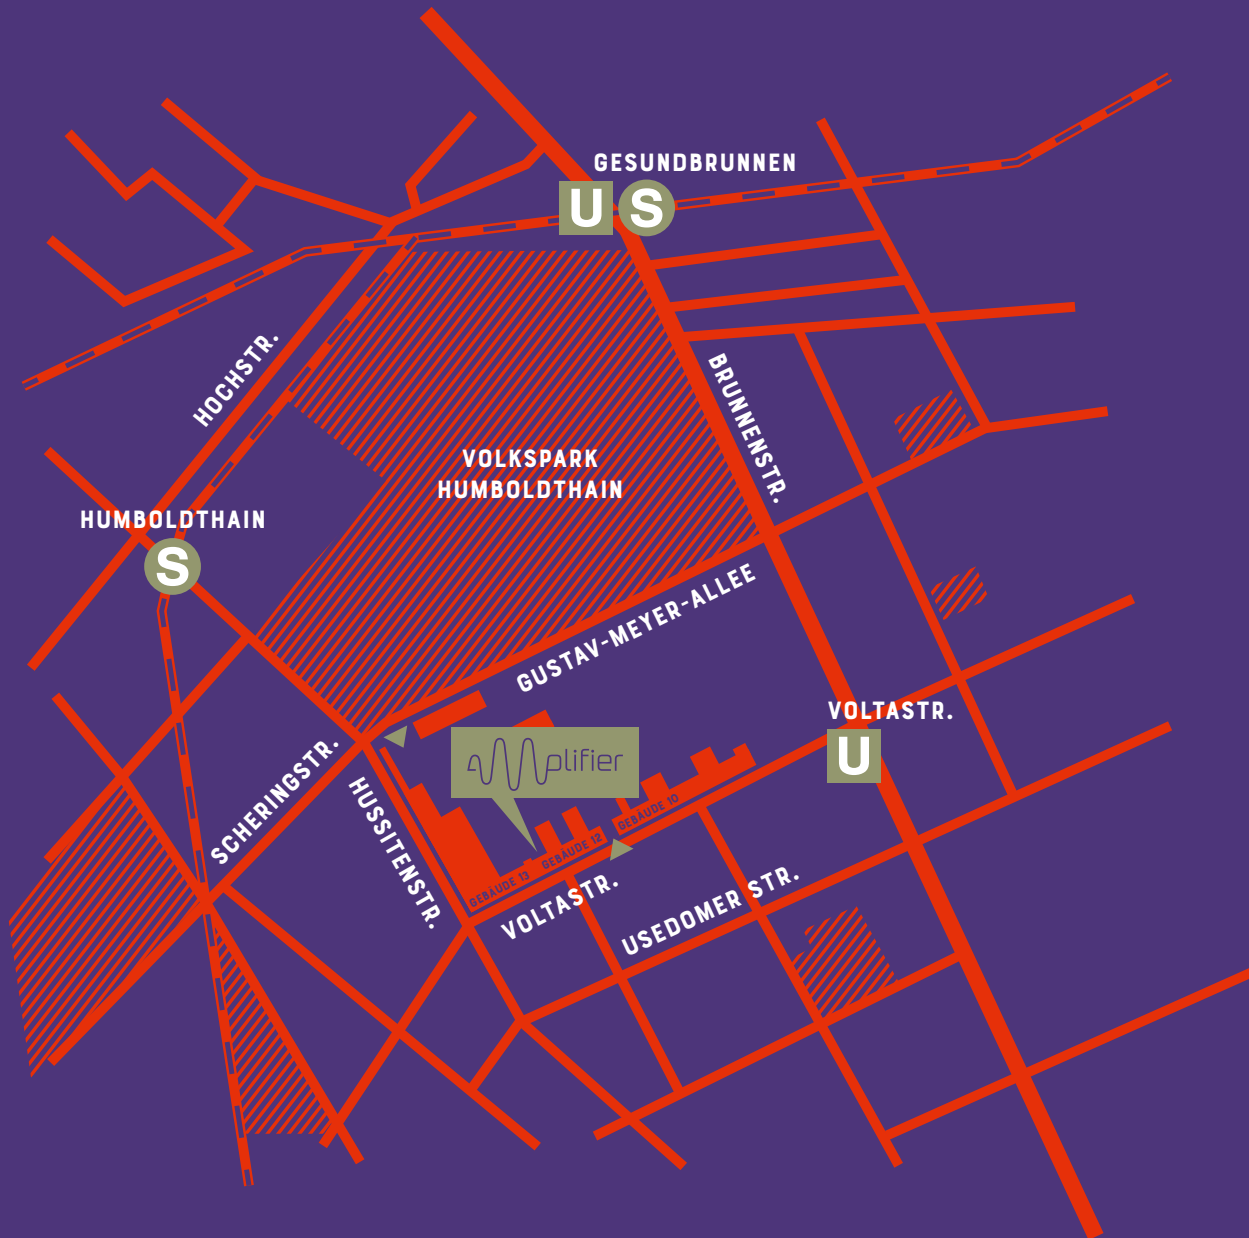 GESUNDBRUNNEN
U S
HOCHSTR.
BRUNNENSTR.
VOLKSPARK
HUMBOLDTHAIN
HUMBOLDTHAIN
S
GUSTAV-MEYER-ALLEE
VOLTASTR.
U
SCHERINGSTR.
HUSSITENSTR.
plifier
GEBÄUDE 10
GEBÄUDE 12
GEBÄUDE 13
VOLTASTR.
USEDOMER STR.